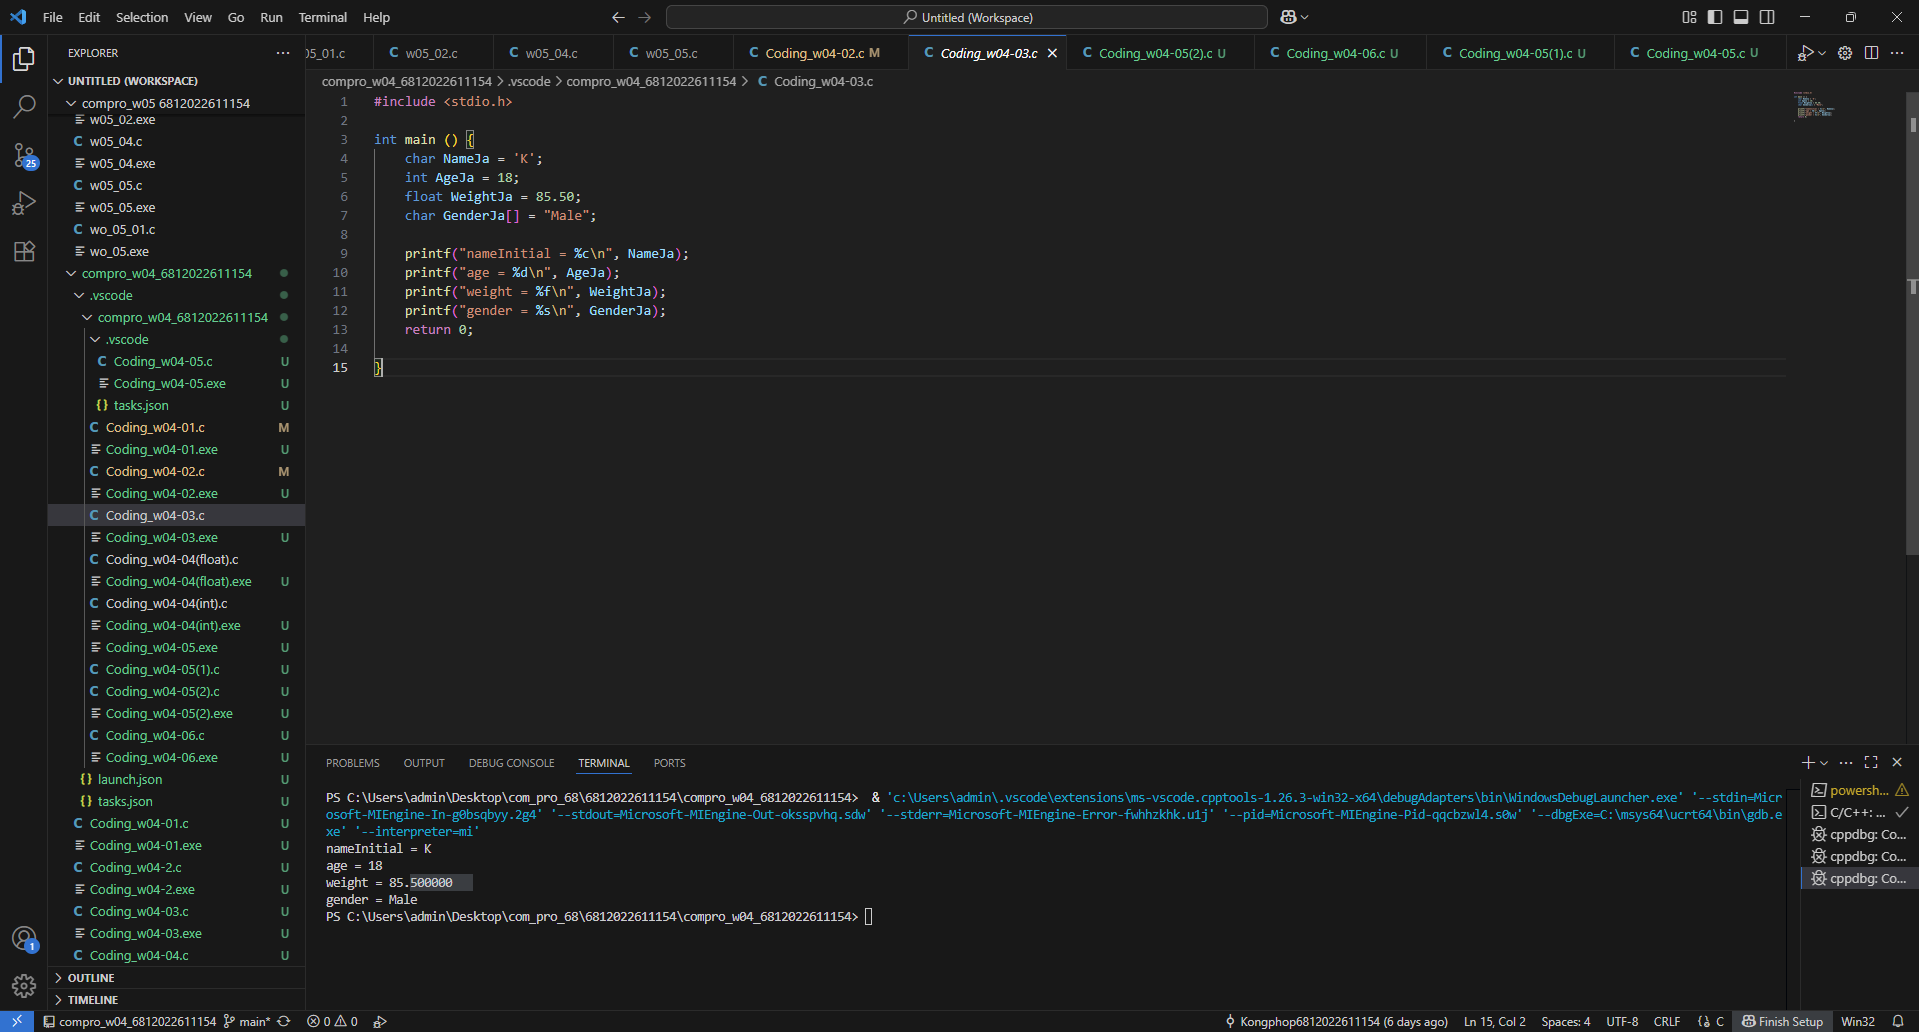 File Edit Selection View Go Run Terminal Help
Untitled (Workspace)
EXPLORER
UNTITLED (WORKSPACE)
compro_w05 6812022611154
w05_02.exe
w05_04.c
w05_04.exe
w05_05.c
w05_05.exe
wo_05_01.c
wo_05.exe
compro_w04_6812022611154
.vscode
compro_w04_6812022611154
.vscode
Coding_w04-05.c U
Coding_w04-05.exe U
tasks.json U
Coding_w04-01.c M
Coding_w04-01.exe U
Coding_w04-02.c M
Coding_w04-02.exe U
Coding_w04-03.c
Coding_w04-03.exe U
Coding_w04-04(float).c
Coding_w04-04(float).exe U
Coding_w04-04(int).c
Coding_w04-04(int).exe U
Coding_w04-05.exe U
Coding_w04-05(1).c U
Coding_w04-05(2).c U
Coding_w04-05(2).exe U
Coding_w04-06.c U
Coding_w04-06.exe U
launch.json U
tasks.json U
Coding_w04-01.c U
Coding_w04-01.exe U
Coding_w04-2.c U
Coding_w04-2.exe U
Coding_w04-03.c U
Coding_w04-03.exe U
Coding_w04-04.c U
OUTLINE
TIMELINE
05_01.c w05_02.c w05_04.c w05_05.c Coding_w04-02.c M Coding_w04-03.c Coding_w04-05(2).c U Coding_w04-06.c U Coding_w04-05(1).c U Coding_w04-05.c U
compro_w04_6812022611154 > .vscode > compro_w04_6812022611154 > C Coding_w04-03.c
1 #include <stdio.h>
2
3 int main () {
4 char NameJa = 'K';
5 int AgeJa = 18;
6 float WeightJa = 85.50;
7 char GenderJa[] = "Male";
8
9 printf("nameInitial = %c\n", NameJa);
10 printf("age = %d\n", AgeJa);
11 printf("weight = %f\n", WeightJa);
12 printf("gender = %s\n", GenderJa);
13 return 0;
14
15 }
PROBLEMS OUTPUT DEBUG CONSOLE TERMINAL PORTS
PS C:\Users\admin\Desktop\com_pro_68\6812022611154\compro_w04_6812022611154> & 'c:\Users\admin\.vscode\extensions\ms-vscode.cpptools-1.26.3-win32-x64\debugAdapters\bin\WindowsDebugLauncher.exe' '--stdin=Micr
osoft-MIEngine-In-g0bsqbyy.2g4' '--stdout=Microsoft-MIEngine-Out-oksspvhq.sdw' '--stderr=Microsoft-MIEngine-Error-fwhhzkhk.u1j' '--pid=Microsoft-MIEngine-Pid-qqcbzwl4.s0w' '--dbgExe=C:\msys64\ucrt64\bin\gdb.e
xe' '--interpreter=mi'
nameInitial = K
age = 18
weight = 85.500000
gender = Male
PS C:\Users\admin\Desktop\com_pro_68\6812022611154\compro_w04_6812022611154>
powersh...
C/C++: ...
cppdbg: Co...
cppdbg: Co...
cppdbg: Co...
25
1
compro_w04_6812022611154 main* 0 0 Kongphop6812022611154 (6 days ago) Ln 15, Col 2 Spaces: 4 UTF-8 CRLF {} C Finish Setup Win32